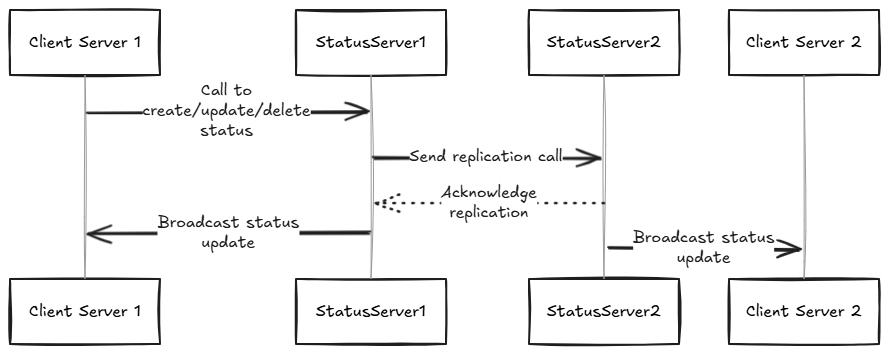 Client Server 1
StatusServer1
StatusServer2
Client Server 2
Call to
create/update/delete
status
Send replication call
Acknowledge
replication
Broadcast status
update
Broadcast status
update
Client Server 1
StatusServer1
StatusServer2
Client Server 2